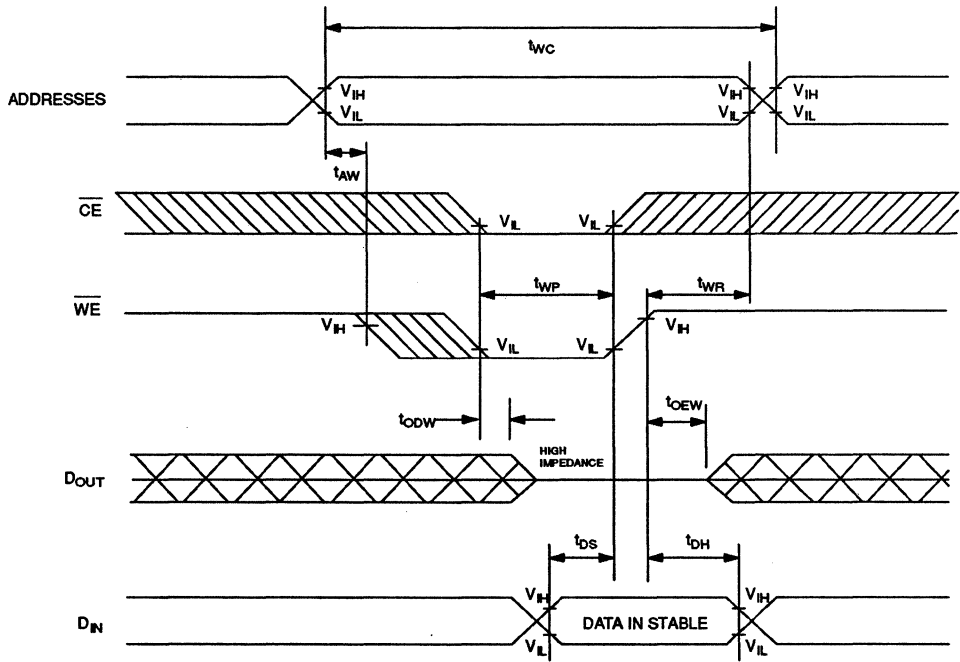 tWC
ADDRESSES
VIH
VIL
VIH
VIL
VIH
VIL
tAW
CE
VIL
VIL
tWP
tWR
WE
VIH
VIL
VIL
VIH
tODW
tOEW
HIGH
IMPEDANCE
DOUT
tDS
tDH
VIH
VIH
DIN
DATA IN STABLE
VIL
VIL